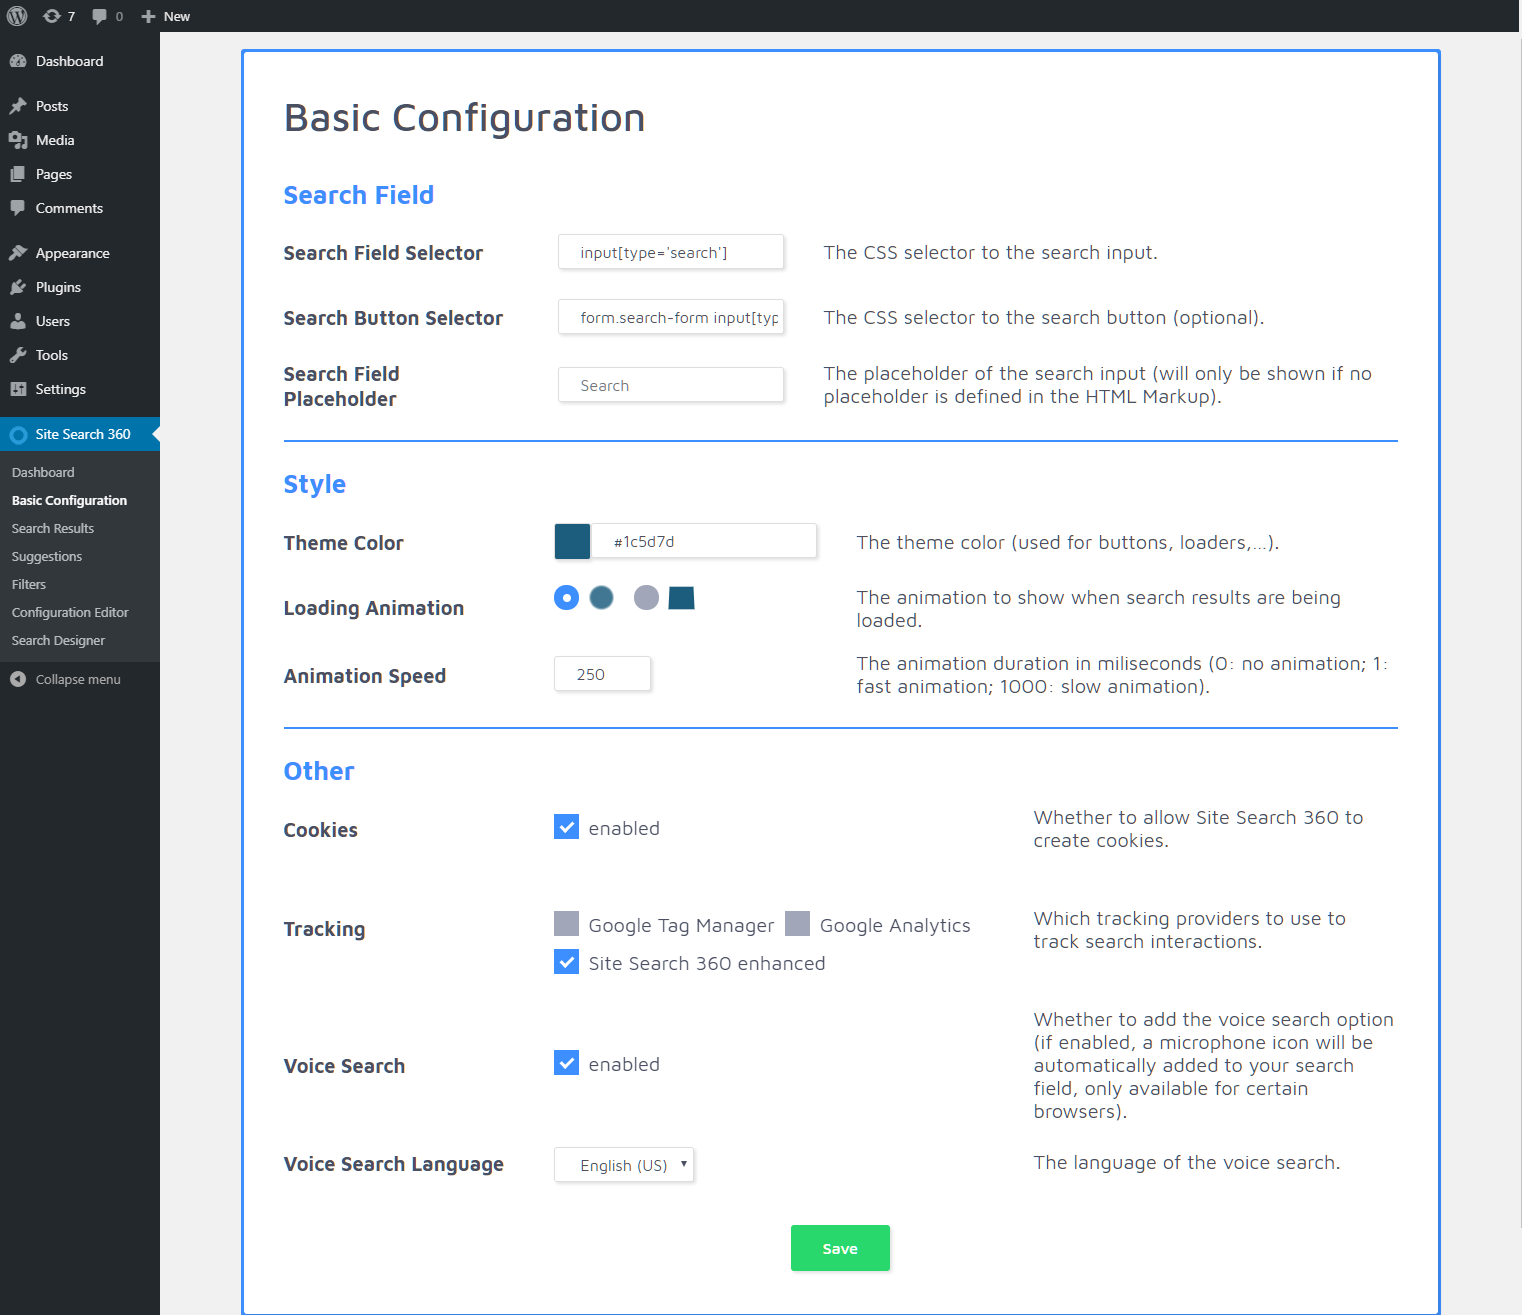 7 0 New
Dashboard
Posts
Media
Pages
Comments
Appearance
Plugins
Users
Tools
Settings
Site Search 360
Dashboard
Basic Configuration
Search Results
Suggestions
Filters
Configuration Editor
Search Designer
Collapse menu
Basic Configuration
Search Field
Search Field Selector
input[type='search']
The CSS selector to the search input.
Search Button Selector
form.search-form input[typ
The CSS selector to the search button (optional).
Search Field
Placeholder
Search
The placeholder of the search input (will only be shown if no
placeholder is defined in the HTML Markup).
Style
Theme Color
#1c5d7d
The theme color (used for buttons, loaders,...).
Loading Animation
The animation to show when search results are being
loaded.
Animation Speed
250
The animation duration in miliseconds (0: no animation; 1:
fast animation; 1000: slow animation).
Other
Cookies
enabled
Whether to allow Site Search 360 to
create cookies.
Tracking
Google Tag Manager Google Analytics
Site Search 360 enhanced
Which tracking providers to use to
track search interactions.
Voice Search
enabled
Whether to add the voice search option
(if enabled, a microphone icon will be
automatically added to your search
field, only available for certain
browsers).
Voice Search Language
English (US)
The language of the voice search.
Save